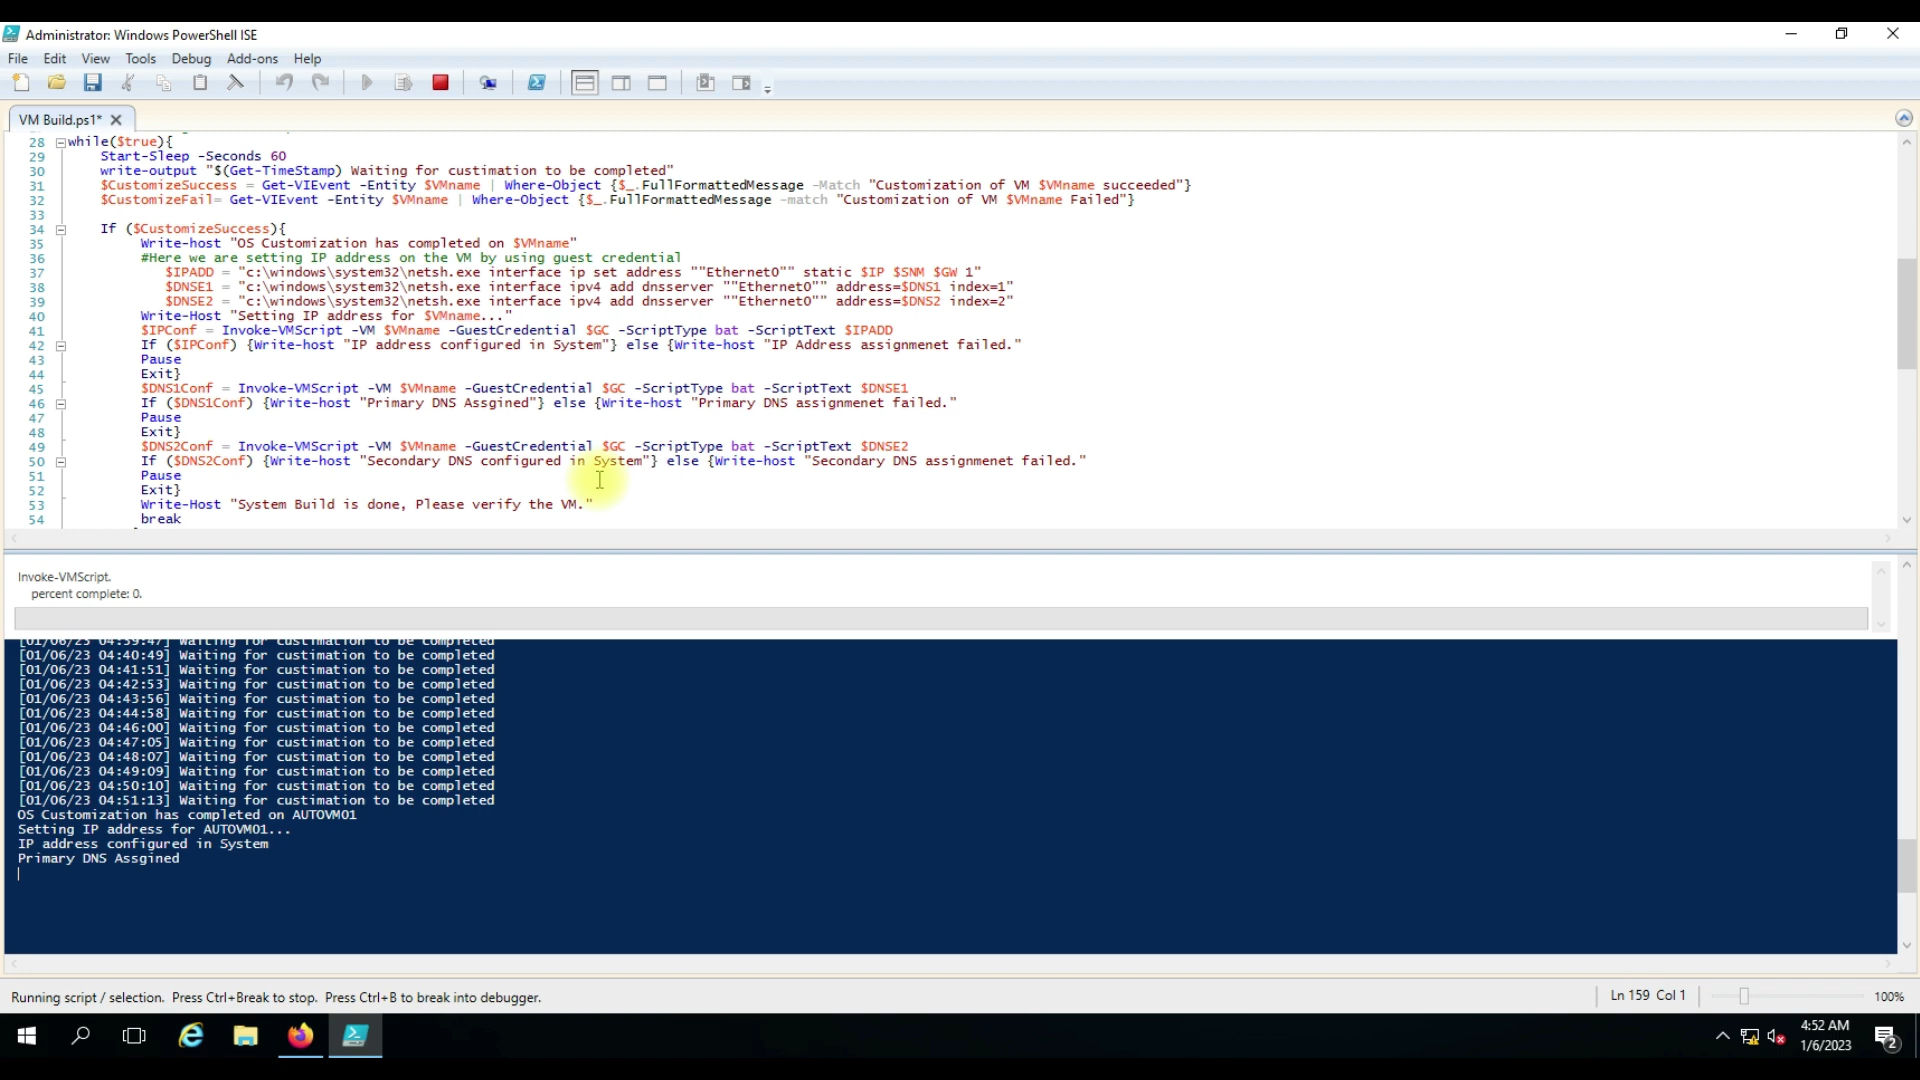 Administrator: Windows PowerShell ISE
File Edit View Tools Debug Add-ons Help
VM Build.ps1*
28 while($true){
29 Start-Sleep -Seconds 60
30 write-output "$(Get-TimeStamp) Waiting for custimation to be completed"
31 $CustomizeSuccess = Get-VIEvent -Entity $VMname | Where-Object {$_.FullFormattedMessage -Match "Customization of VM $VMname succeeded"}
32 $CustomizeFail= Get-VIEvent -Entity $VMname | Where-Object {$_.FullFormattedMessage -match "Customization of VM $VMname Failed"}
33
34 If ($CustomizeSuccess){
35 Write-host "OS Customization has completed on $VMname"
36 #Here we are setting IP address on the VM by using guest credential
37 $IPADD = "c:\windows\system32\netsh.exe interface ip set address ""Ethernet0"" static $IP $SNM $GW 1"
38 $DNSE1 = "c:\windows\system32\netsh.exe interface ipv4 add dnsserver ""Ethernet0"" address=$DNS1 index=1"
39 $DNSE2 = "c:\windows\system32\netsh.exe interface ipv4 add dnsserver ""Ethernet0"" address=$DNS2 index=2"
40 Write-Host "Setting IP address for $VMname..."
41 $IPConf = Invoke-VMScript -VM $VMname -GuestCredential $GC -ScriptType bat -ScriptText $IPADD
42 If ($IPConf) {Write-host "IP address configured in System"} else {Write-host "IP Address assignmenet failed."
43 Pause
44 Exit}
45 $DNS1Conf = Invoke-VMScript -VM $VMname -GuestCredential $GC -ScriptType bat -ScriptText $DNSE1
46 If ($DNS1Conf) {Write-host "Primary DNS Assgined"} else {Write-host "Primary DNS assignmenet failed."
47 Pause
48 Exit}
49 $DNS2Conf = Invoke-VMScript -VM $VMname -GuestCredential $GC -ScriptType bat -ScriptText $DNSE2
50 If ($DNS2Conf) {Write-host "Secondary DNS configured in System"} else {Write-host "Secondary DNS assignmenet failed."
51 Pause
52 Exit}
53 Write-Host "System Build is done, Please verify the VM."
54 break
Invoke-VMScript.
percent complete: 0.
[01/06/23 04:39:47] Waiting for custimation to be completed
[01/06/23 04:40:49] Waiting for custimation to be completed
[01/06/23 04:41:51] Waiting for custimation to be completed
[01/06/23 04:42:53] Waiting for custimation to be completed
[01/06/23 04:43:56] Waiting for custimation to be completed
[01/06/23 04:44:58] Waiting for custimation to be completed
[01/06/23 04:46:00] Waiting for custimation to be completed
[01/06/23 04:47:05] Waiting for custimation to be completed
[01/06/23 04:48:07] Waiting for custimation to be completed
[01/06/23 04:49:09] Waiting for custimation to be completed
[01/06/23 04:50:10] Waiting for custimation to be completed
[01/06/23 04:51:13] Waiting for custimation to be completed
OS Customization has completed on AUTOVM01
Setting IP address for AUTOVM01...
IP address configured in System
Primary DNS Assgined
Running script / selection. Press Ctrl+Break to stop. Press Ctrl+B to break into debugger.
Ln 159 Col 1
100%
4:52 AM
1/6/2023
2